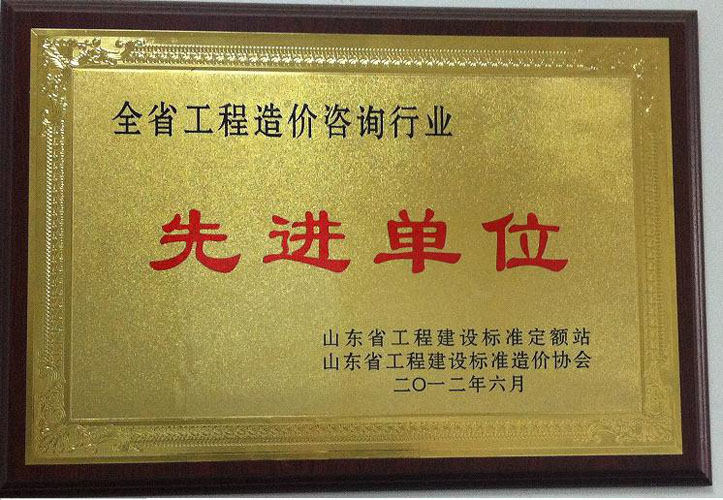 全省工程造价咨询行业
先进单位
山东省工程建设标准定额站
山东省工程建设标准造价协会
二〇一二年六月